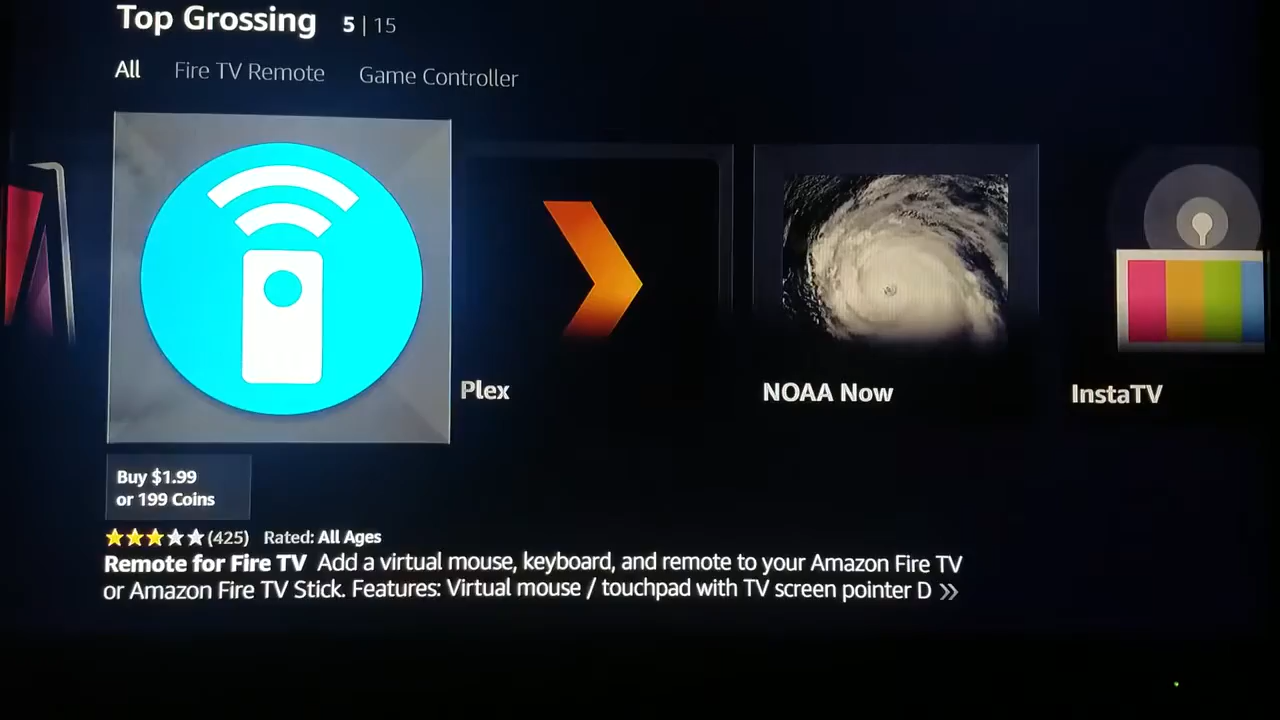 Top Grossing 5 | 15
All Fire TV Remote Game Controller
Plex NOAA Now InstaTV
Buy $1.99
or 199 Coins
(425) Rated: All Ages
Remote for Fire TV Add a virtual mouse, keyboard, and remote to your Amazon Fire TV
or Amazon Fire TV Stick. Features: Virtual mouse / touchpad with TV screen pointer D »